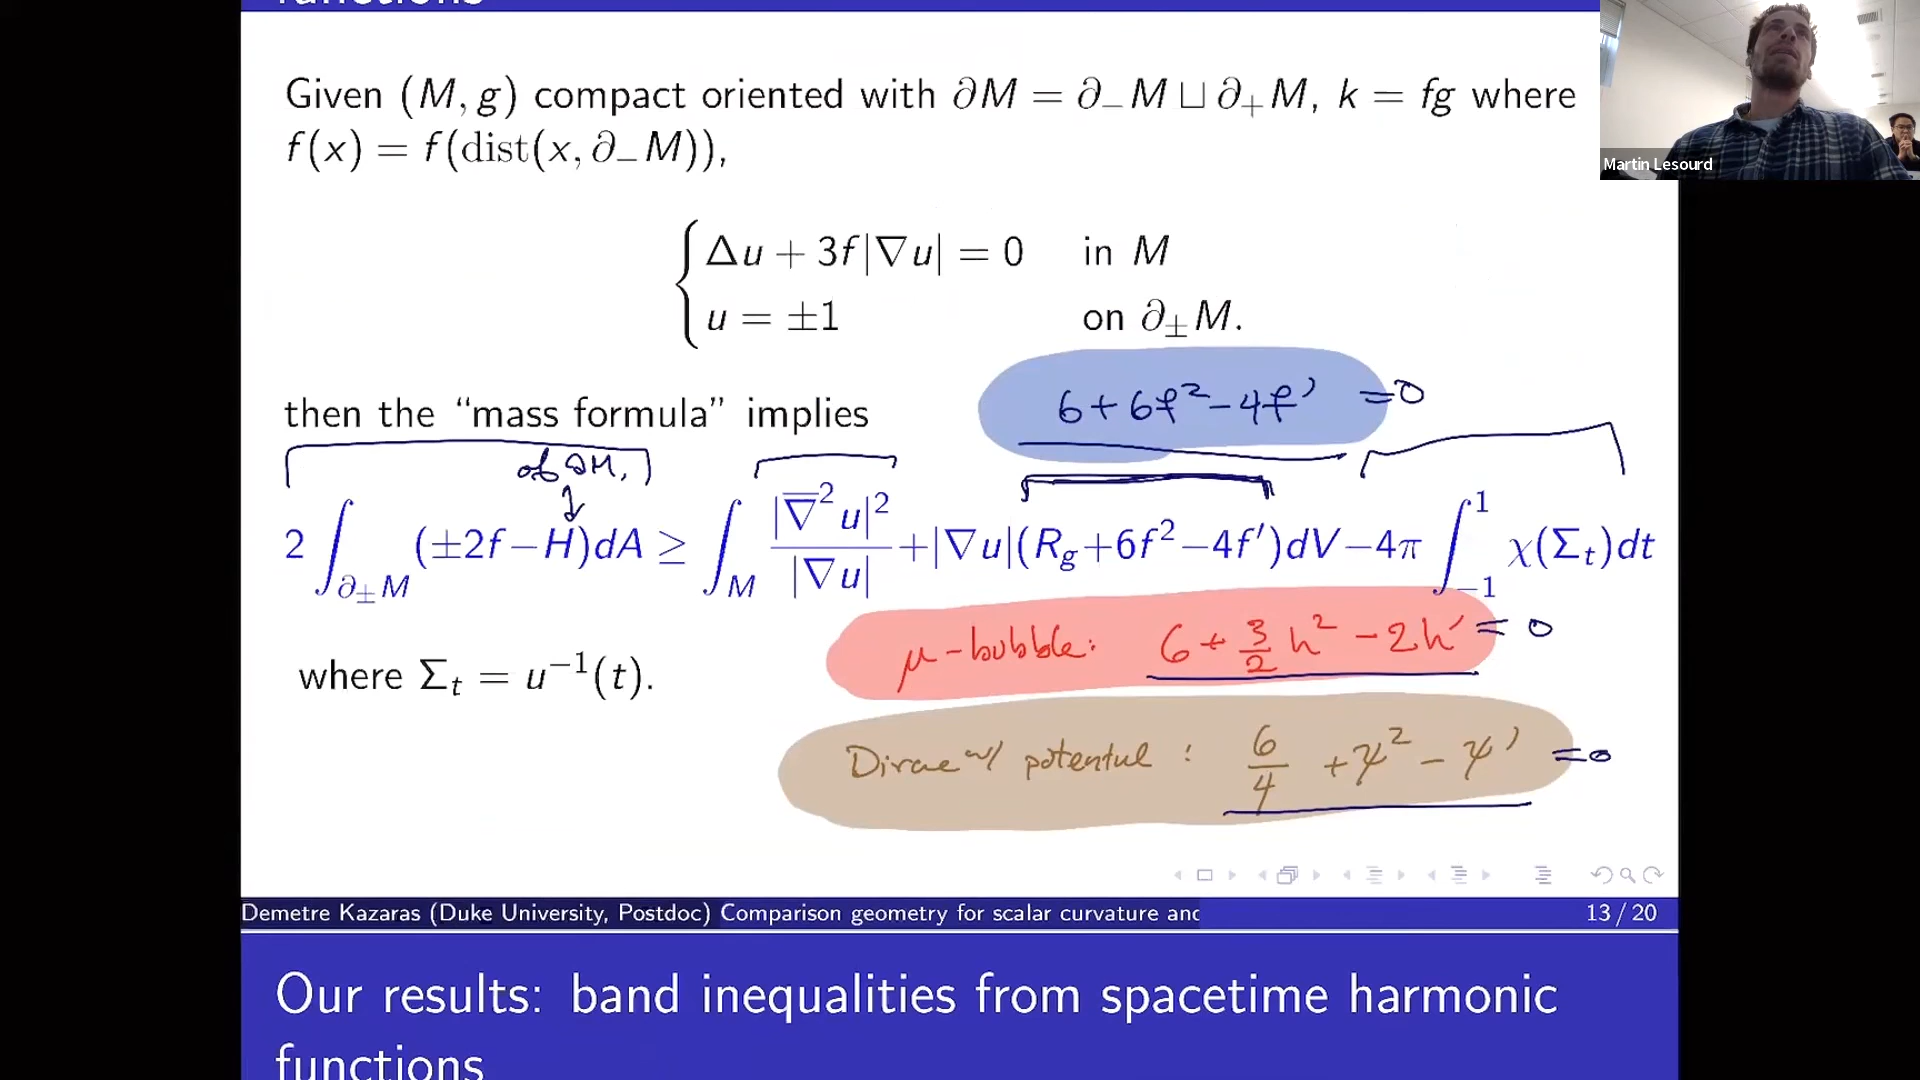 functions
Given (M, g) compact oriented with ∂M = ∂₋M ⊔ ∂₊M, k = fg where
f(x) = f(dist(x, ∂₋M)),
Martin Lesourd
Δu + 3f|∇u| = 0 in M
u = ±1 on ∂±M.
6 + 6f² − 4f′ = 0
then the “mass formula” implies
of ∂M,
2 ∫_{∂±M} (±2f − H)dA ≥ ∫_M |∇̄²u|²/|∇u| + |∇u|(R_g + 6f² − 4f′)dV − 4π ∫_{−1}^{1} χ(Σ_t)dt
μ-bubble: 6 + 3/2 h² − 2h′ = 0
where Σ_t = u⁻¹(t).
Dirac w/ potential : 6/4 + ψ² − ψ′ = 0
Demetre Kazaras (Duke University, Postdoc) Comparison geometry for scalar curvature and 13 / 20
Our results: band inequalities from spacetime harmonic
functions